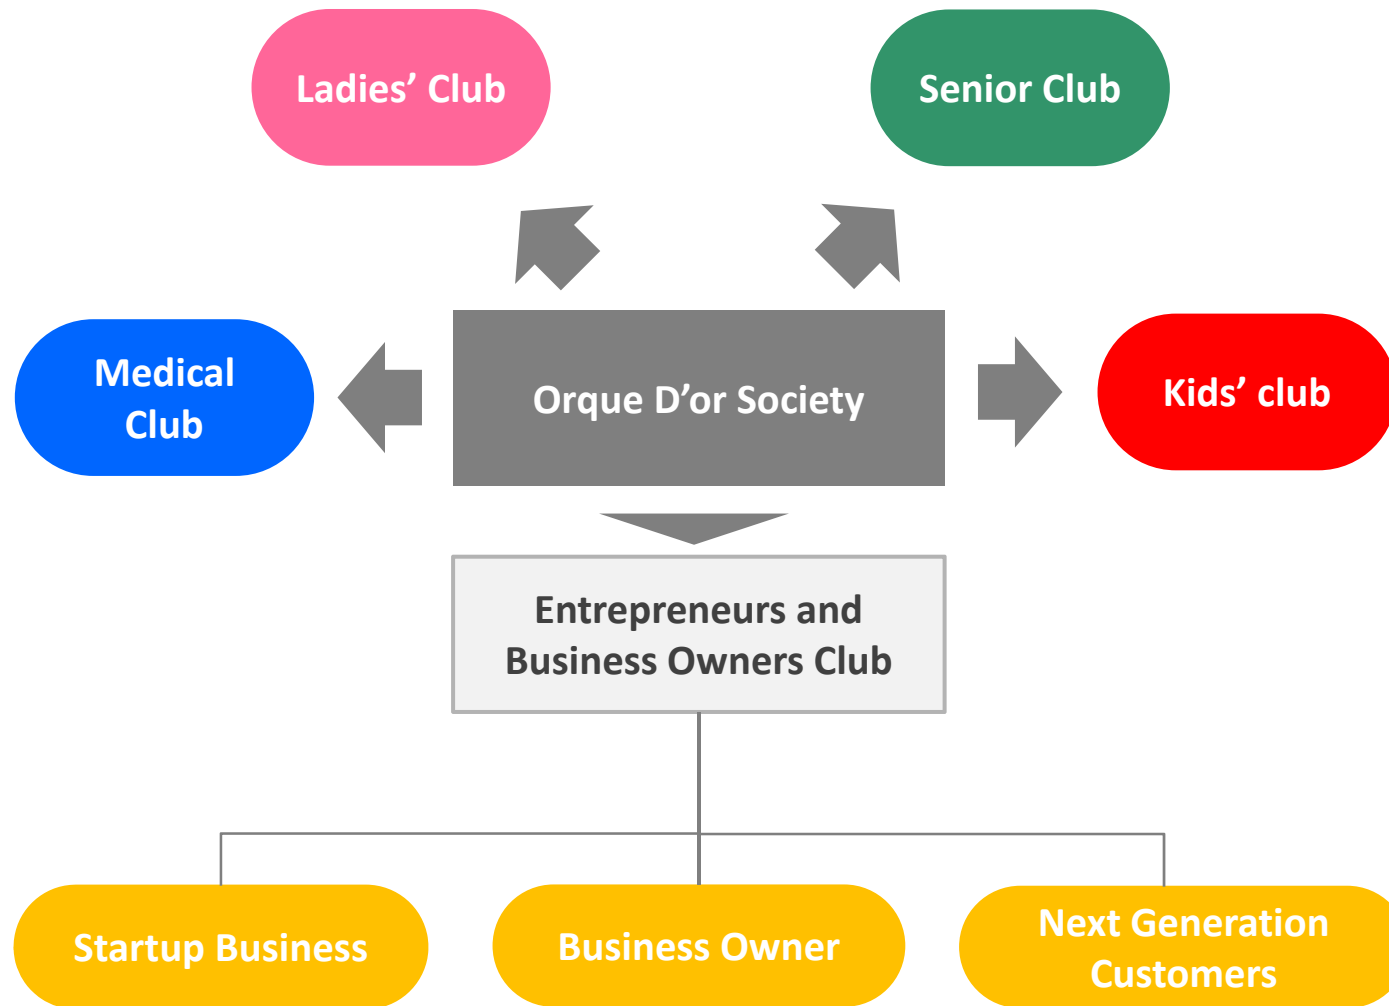 Ladies’ Club
Senior Club
Medical
Club
Orque D’or Society
Kids’ club
Entrepreneurs and
Business Owners Club
Startup Business
Business Owner
Next Generation
Customers